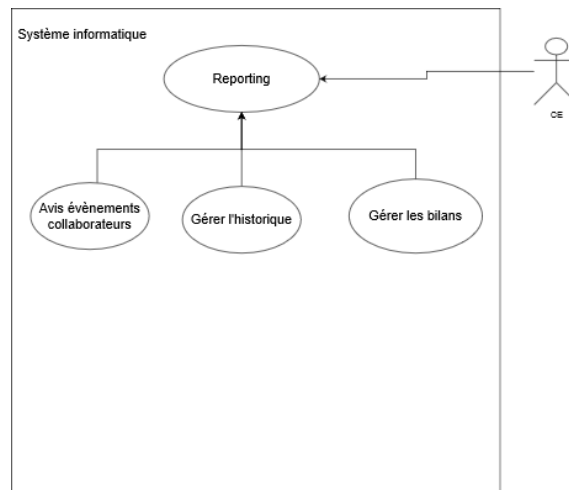 Système informatique
Reporting
CE
Avis évènements
collaborateurs
Gérer l'historique
Gérer les bilans